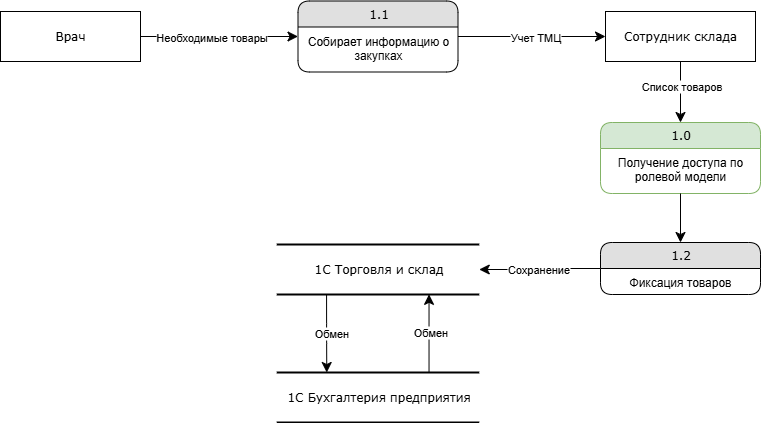 Врач
Необходимые товары
1.1
Собирает информацию о
закупках
Учет ТМЦ
Сотрудник склада
Список товаров
1.0
Получение доступа по
ролевой модели
1.2
Фиксация товаров
Сохранение
1С Торговля и склад
Обмен
Обмен
1С Бухгалтерия предприятия